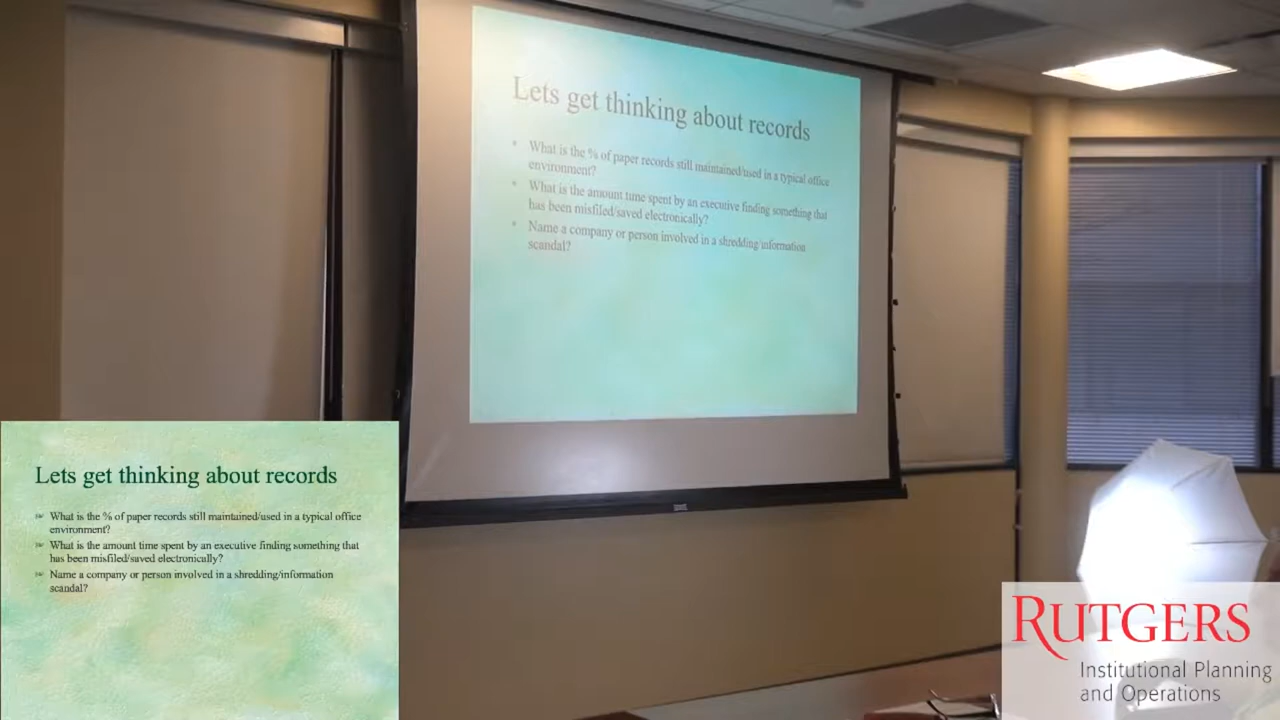 Lets get thinking about records
• What is the % of paper records still maintained/used in a typical office
environment?
• What is the amount time spent by an executive finding something that
has been misfiled/saved electronically?
• Name a company or person involved in a shredding/information
scandal?
Lets get thinking about records
What is the % of paper records still maintained/used in a typical office
environment?
What is the amount time spent by an executive finding something that
has been misfiled/saved electronically?
Name a company or person involved in a shredding/information
scandal?
RUTGERS
Institutional Planning
and Operations